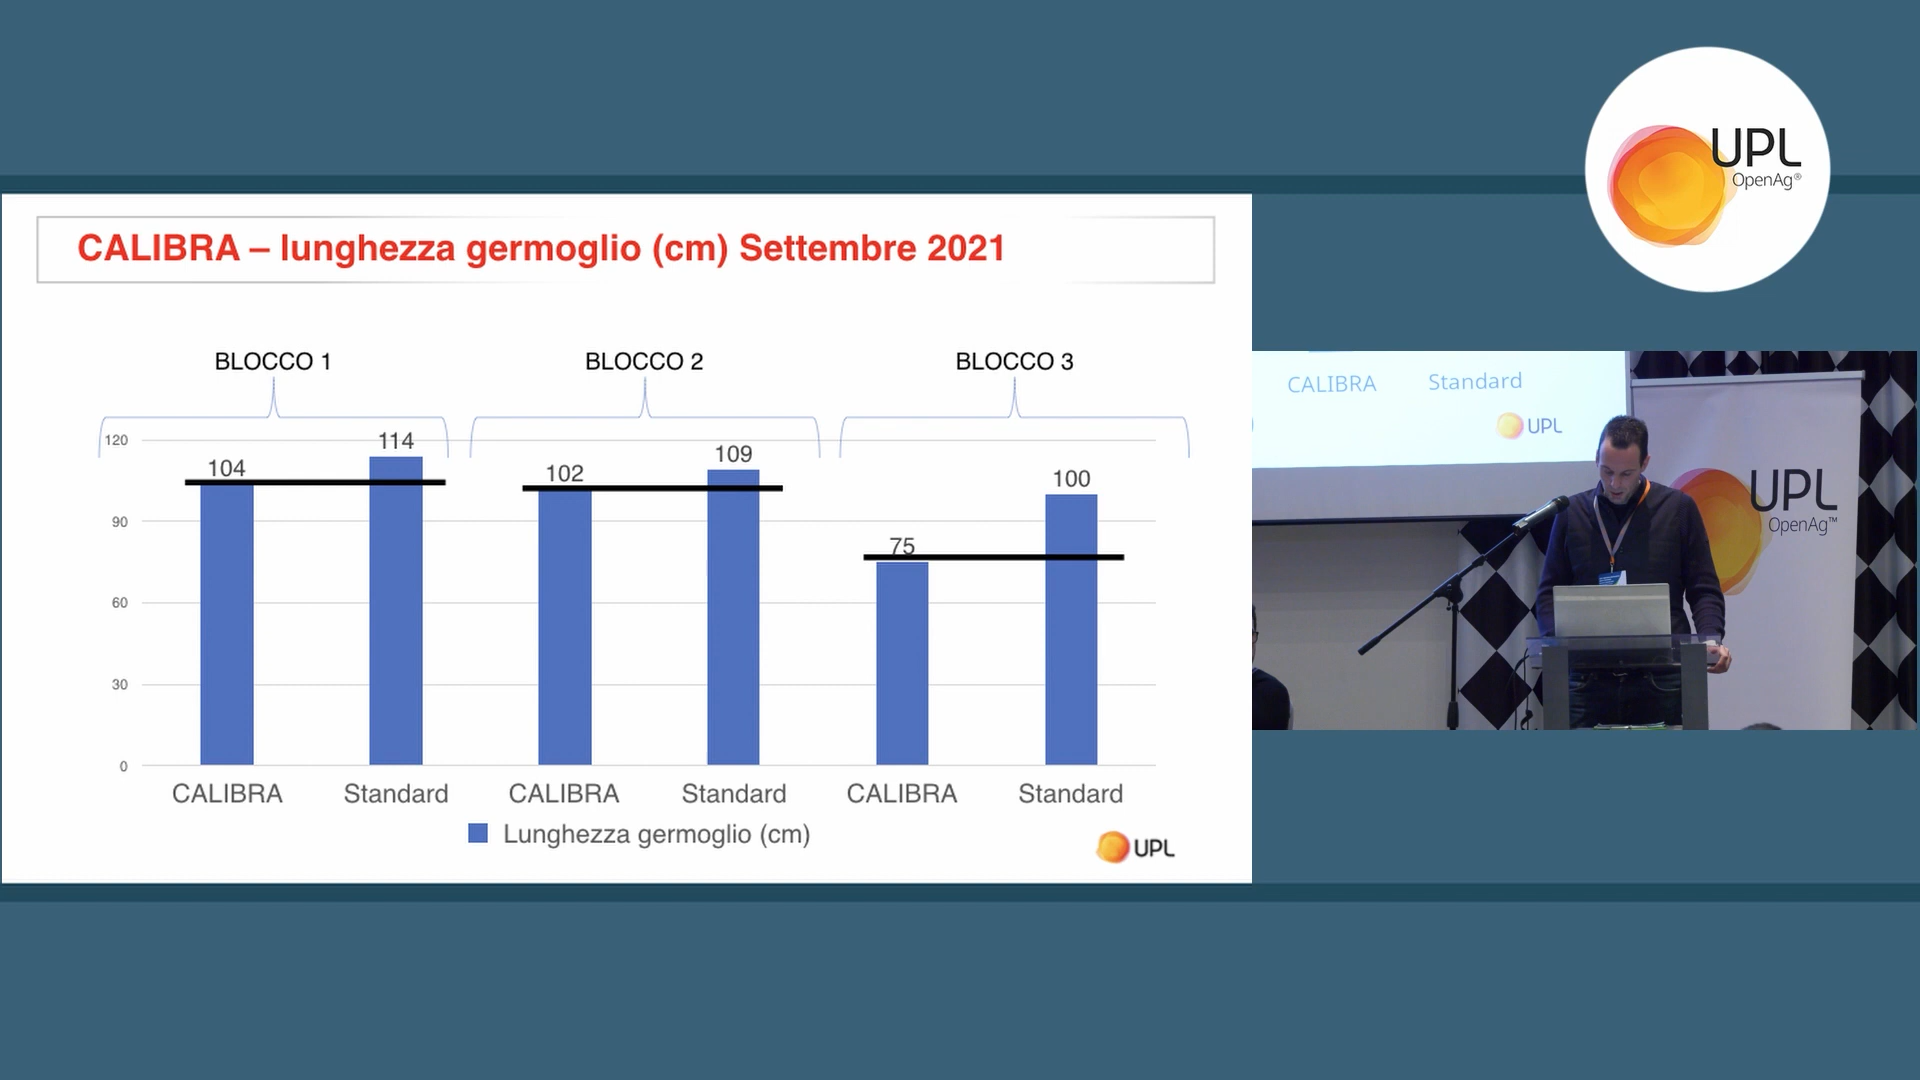 UPL
OpenAg®
CALIBRA – lunghezza germoglio (cm) Settembre 2021
BLOCCO 1
BLOCCO 2
BLOCCO 3
120
90
60
30
0
104
114
102
109
75
100
CALIBRA
Standard
CALIBRA
Standard
CALIBRA
Standard
Lunghezza germoglio (cm)
UPL
CALIBRA Standard
UPL
UPL
OpenAg™